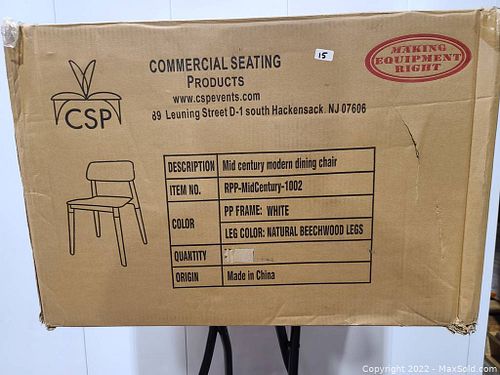 COMMERCIAL SEATING
PRODUCTS
www.cspevents.com
89 Leuning Street D-1 south Hackensack. NJ 07606
CSP
15
MAKING
EQUIPMENT
RIGHT
DESCRIPTION Mid century modern dining chair
ITEM NO. RPP-MidCentury-1002
COLOR PP FRAME: WHITE
LEG COLOR: NATURAL BEECHWOOD LEGS
QUANTITY
ORIGIN Made in China
Copyright 2022 - MaxSold.com